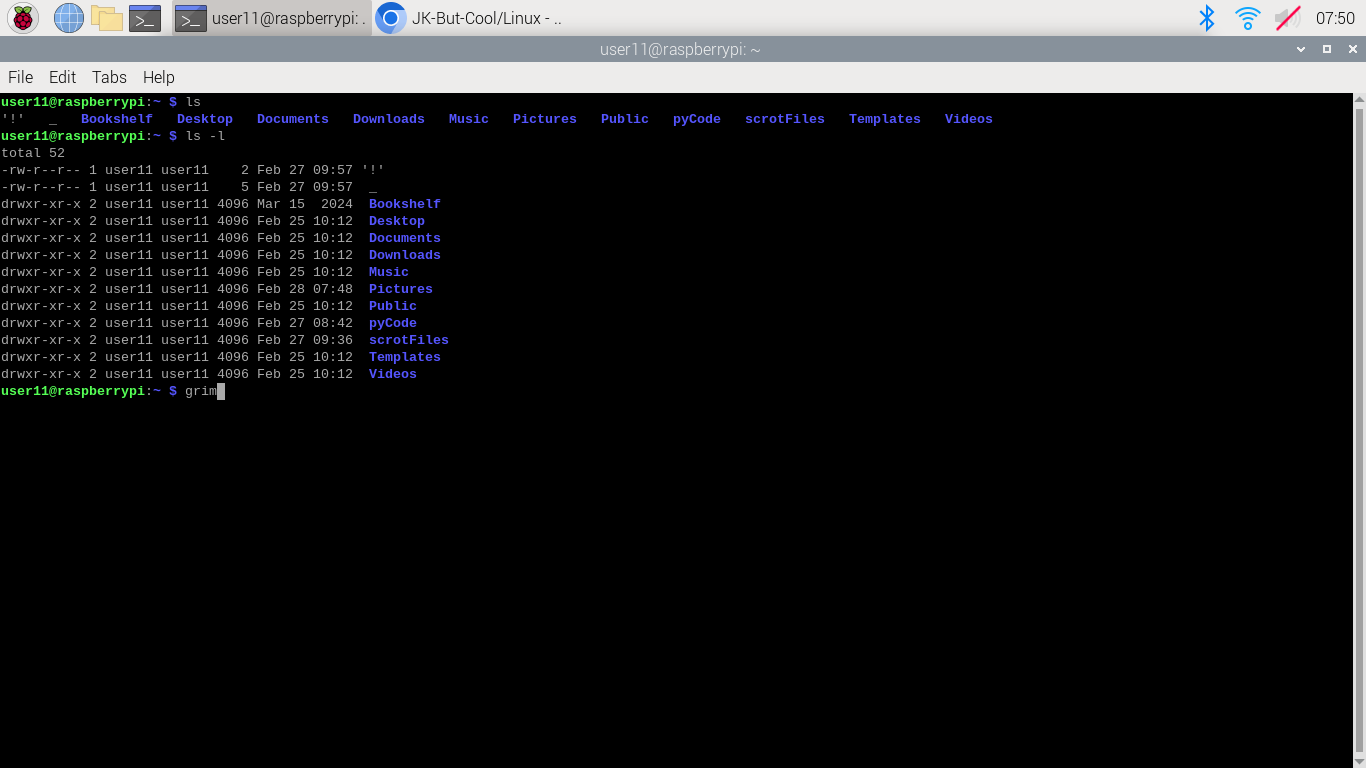 user11@raspberrypi: . JK-But-Cool/Linux - .. 07:50
user11@raspberrypi: ~
File Edit Tabs Help
user11@raspberrypi:~ $ ls
'!'   _   Bookshelf   Desktop   Documents   Downloads   Music   Pictures   Public   pyCode   scrotFiles   Templates   Videos
user11@raspberrypi:~ $ ls -l
total 52
-rw-r--r-- 1 user11 user11    2 Feb 27 09:57 '!'
-rw-r--r-- 1 user11 user11    5 Feb 27 09:57  _
drwxr-xr-x 2 user11 user11 4096 Mar 15  2024  Bookshelf
drwxr-xr-x 2 user11 user11 4096 Feb 25 10:12  Desktop
drwxr-xr-x 2 user11 user11 4096 Feb 25 10:12  Documents
drwxr-xr-x 2 user11 user11 4096 Feb 25 10:12  Downloads
drwxr-xr-x 2 user11 user11 4096 Feb 25 10:12  Music
drwxr-xr-x 2 user11 user11 4096 Feb 28 07:48  Pictures
drwxr-xr-x 2 user11 user11 4096 Feb 25 10:12  Public
drwxr-xr-x 2 user11 user11 4096 Feb 27 08:42  pyCode
drwxr-xr-x 2 user11 user11 4096 Feb 27 09:36  scrotFiles
drwxr-xr-x 2 user11 user11 4096 Feb 25 10:12  Templates
drwxr-xr-x 2 user11 user11 4096 Feb 25 10:12  Videos
user11@raspberrypi:~ $ grim